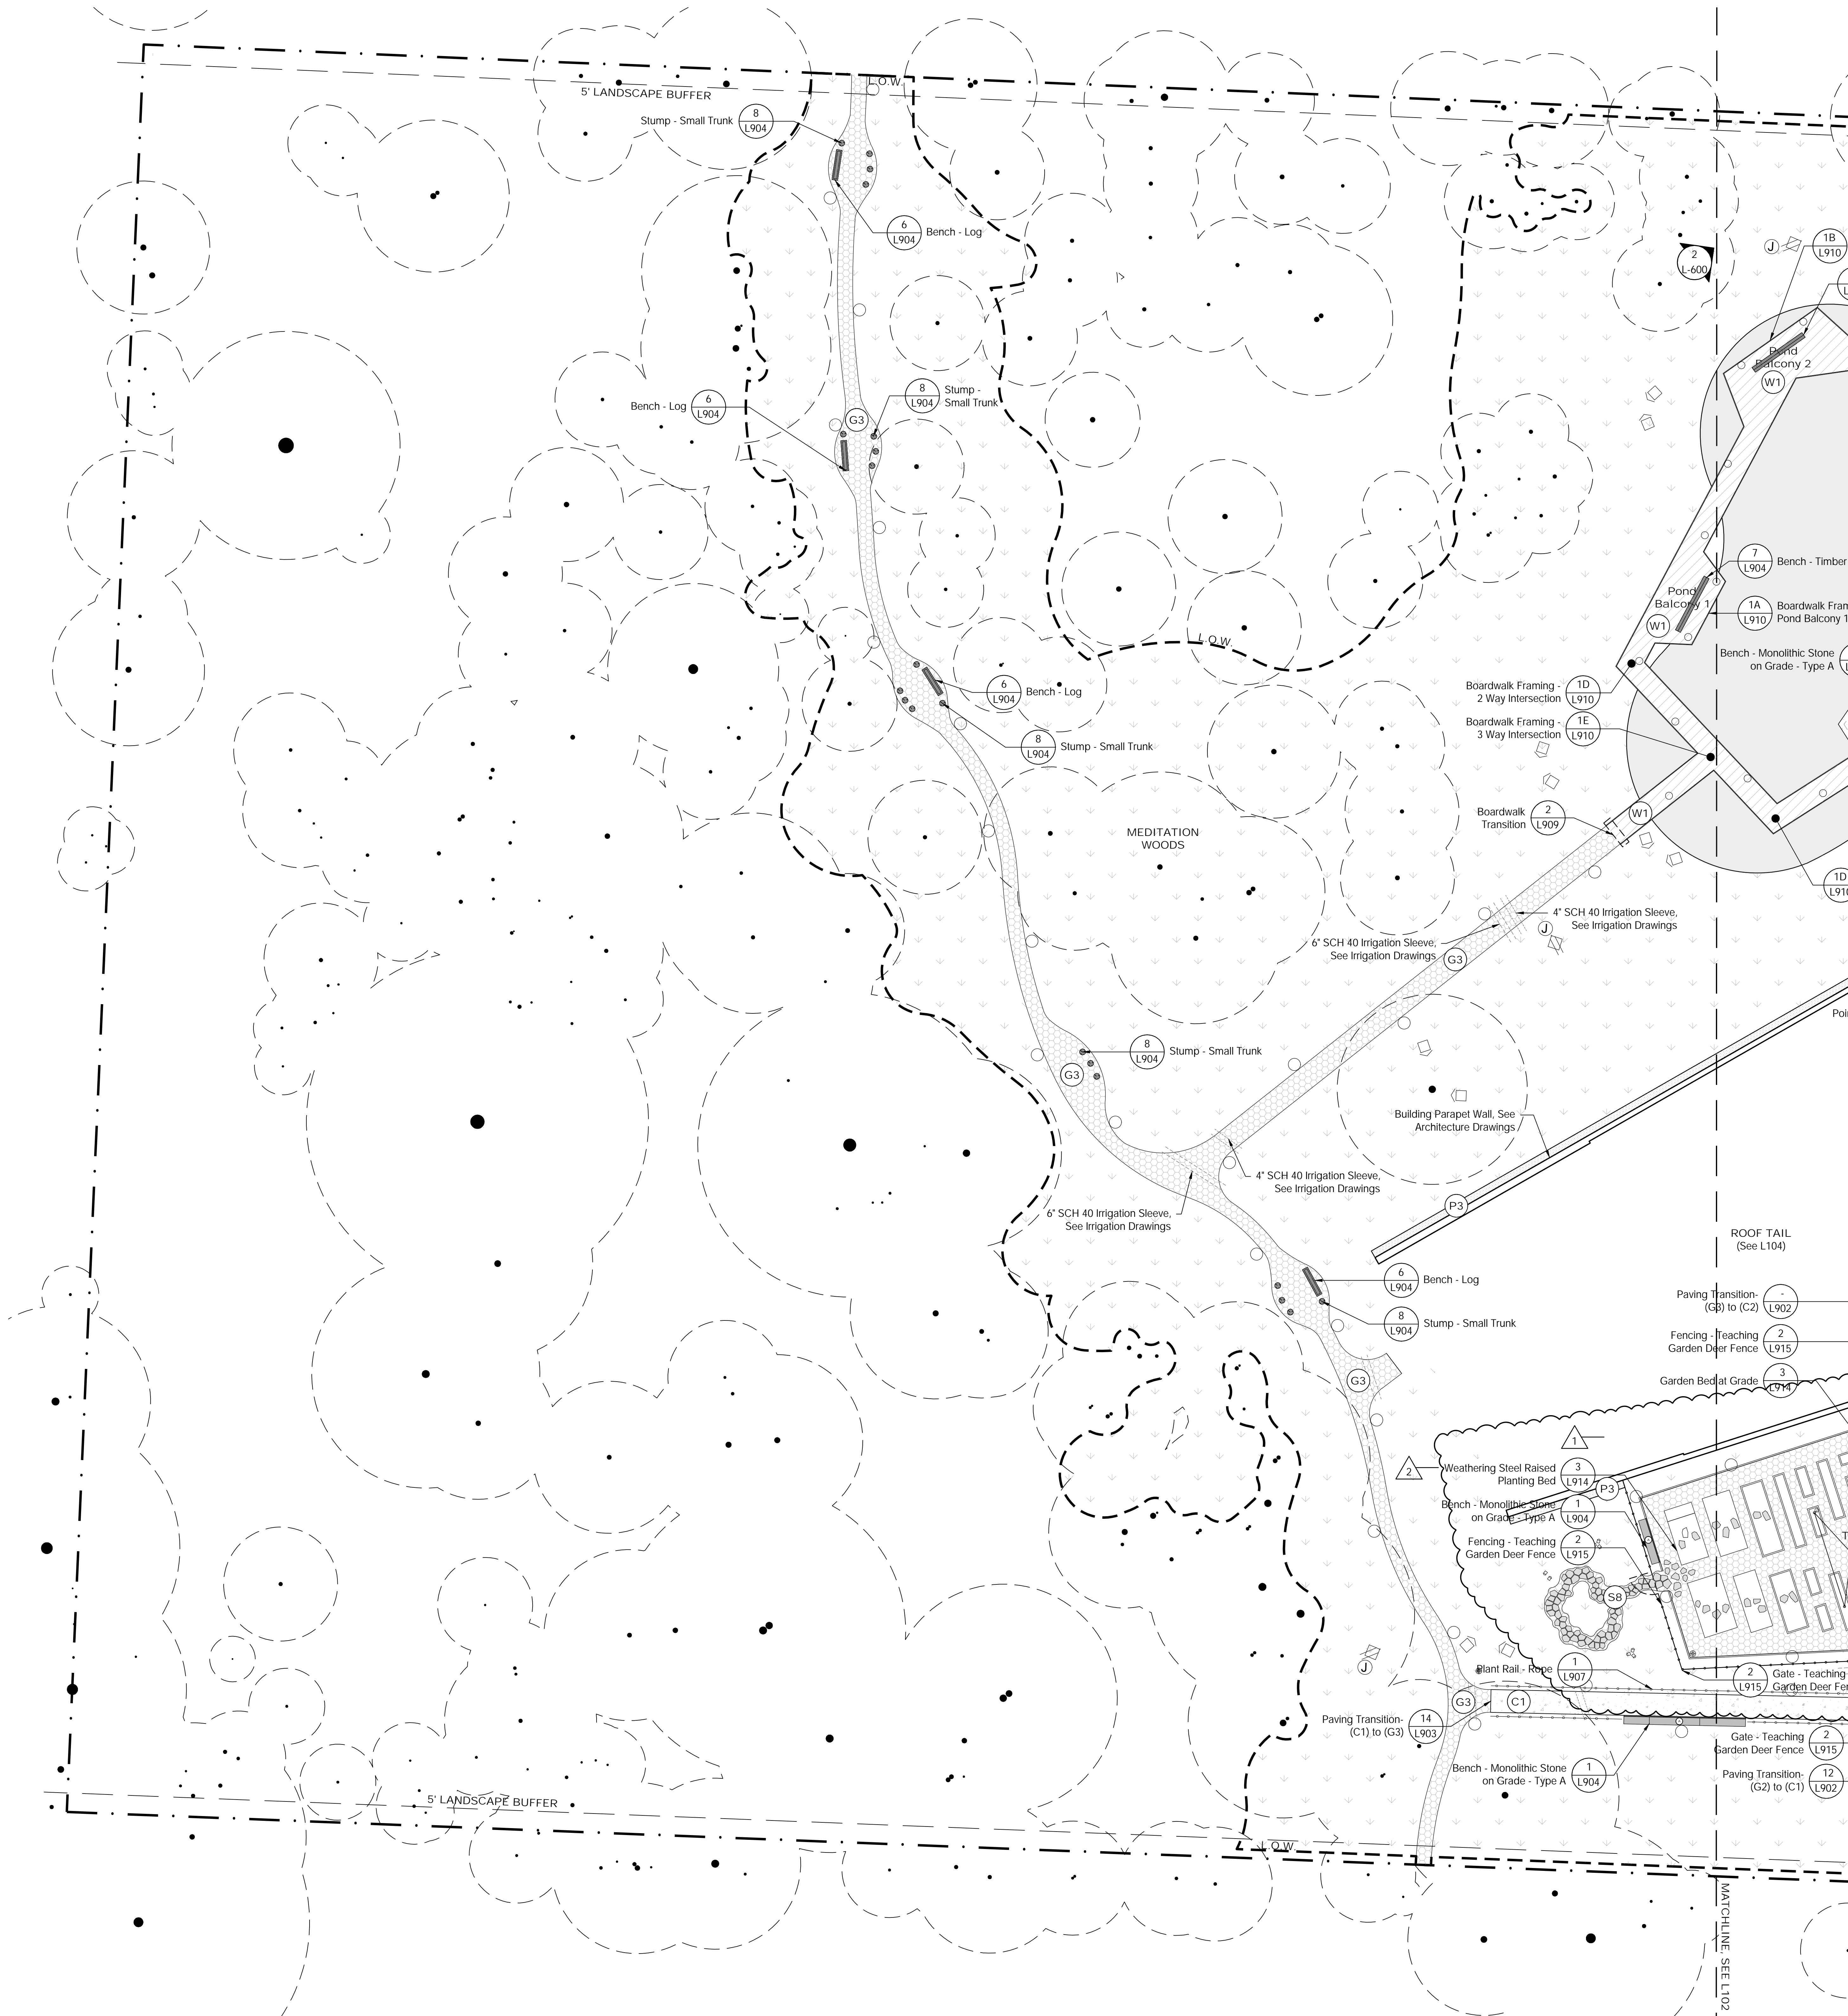 L.O.W.
5' LANDSCAPE BUFFER
Stump - Small Trunk
8
L904
6
L904
Bench - Log
2
L-600
J
1B
L910
Pond
Balcony 2
W1
Bench - Log
6
L904
8
L904
Stump -
Small Trunk
G3
7
L904
Bench - Timber
Pond
Balcony 1
W1
1A
L910
Boardwalk Fram
Pond Balcony 1
L.O.W.
Bench - Monolithic Stone
on Grade - Type A
6
L904
Bench - Log
Boardwalk Framing -
2 Way Intersection
1D
L910
Boardwalk Framing -
3 Way Intersection
1E
L910
8
L904
Stump - Small Trunk
MEDITATION
WOODS
Boardwalk
Transition
2
L909
W1
1D
L910
4" SCH 40 Irrigation Sleeve,
See Irrigation Drawings
J
6" SCH 40 Irrigation Sleeve,
See Irrigation Drawings
G3
Poi
8
L904
Stump - Small Trunk
G3
Building Parapet Wall, See
Architecture Drawings
4" SCH 40 Irrigation Sleeve,
See Irrigation Drawings
6" SCH 40 Irrigation Sleeve,
See Irrigation Drawings
P3
ROOF TAIL
(See L104)
6
L904
Bench - Log
Paving Transition-
(G3) to (C2)
-
L902
8
L904
Stump - Small Trunk
Fencing - Teaching
Garden Deer Fence
2
L915
G3
Garden Bed at Grade
3
L914
1
2
Weathering Steel Raised
Planting Bed
3
L914
P3
Bench - Monolithic Stone
on Grade - Type A
1
L904
Fencing - Teaching
Garden Deer Fence
2
L915
S8
J
Plant Rail - Rope
1
L907
2
L915
Gate - Teaching
Garden Deer Fe
G3
C1
Paving Transition-
(C1) to (G3)
14
L903
Gate - Teaching
Garden Deer Fence
2
L915
Bench - Monolithic Stone
on Grade - Type A
1
L904
Paving Transition-
(G2) to (C1)
12
L902
5' LANDSCAPE BUFFER
L.O.W.
MATCHLINE, SEE L102